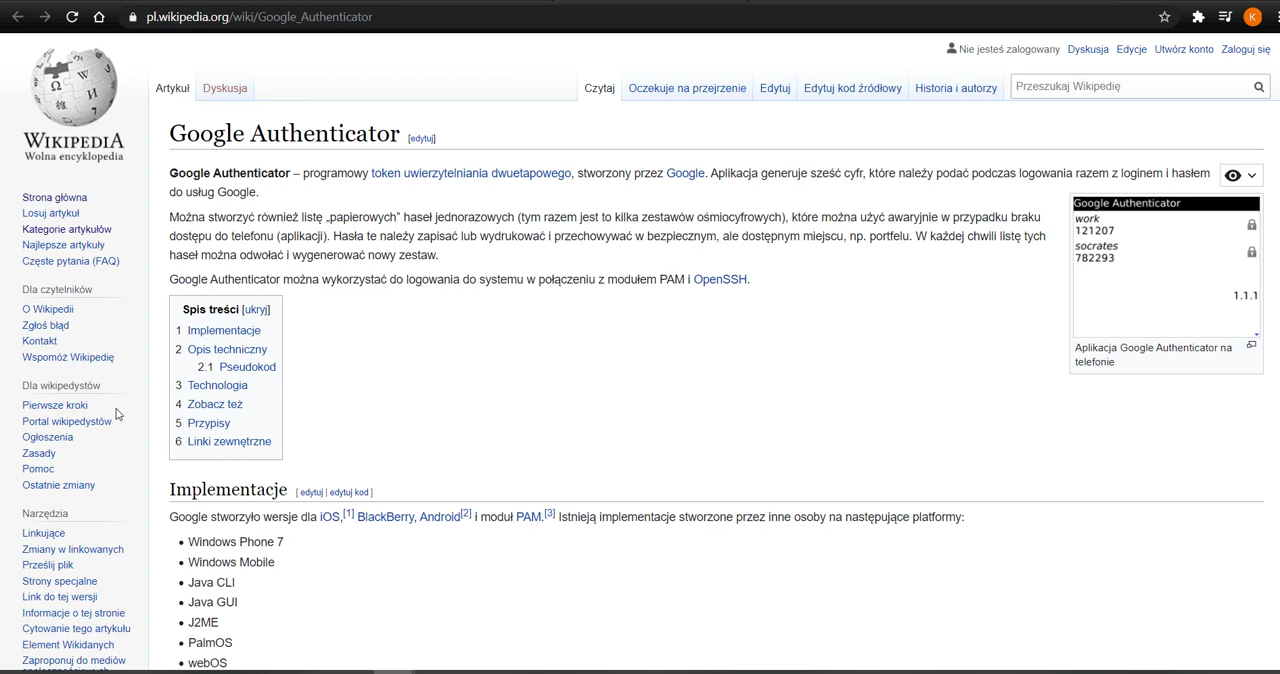 pl.wikipedia.org/wiki/Google_Authenticator
K
Nie jesteś zalogowany Dyskusja Edycje Utwórz konto Zaloguj się
WIKIPEDIA
Wolna encyklopedia
Artykuł Dyskusja Czytaj Oczekuje na przejrzenie Edytuj Edytuj kod źródłowy Historia i autorzy Przeszukaj Wikipedię
Strona główna
Losuj artykuł
Kategorie artykułów
Najlepsze artykuły
Częste pytania (FAQ)
Dla czytelników
O Wikipedii
Zgłoś błąd
Kontakt
Wspomóż Wikipedię
Dla wikipedystów
Pierwsze kroki
Portal wikipedystów
Ogłoszenia
Zasady
Pomoc
Ostatnie zmiany
Narzędzia
Linkujące
Zmiany w linkowanych
Prześlij plik
Strony specjalne
Link do tej wersji
Informacje o tej stronie
Cytowanie tego artykułu
Element Wikidanych
Zaproponuj do mediów
Google Authenticator [edytuj]
Google Authenticator – programowy token uwierzytelniania dwuetapowego, stworzony przez Google. Aplikacja generuje sześć cyfr, które należy podać podczas logowania razem z loginem i hasłem
do usług Google.
Można stworzyć również listę „papierowych” haseł jednorazowych (tym razem jest to kilka zestawów ośmiocyfrowych), które można użyć awaryjnie w przypadku braku
dostępu do telefonu (aplikacji). Hasła te należy zapisać lub wydrukować i przechowywać w bezpiecznym, ale dostępnym miejscu, np. portfelu. W każdej chwili listę tych
haseł można odwołać i wygenerować nowy zestaw.
Google Authenticator można wykorzystać do logowania do systemu w połączeniu z modułem PAM i OpenSSH.
Google Authenticator
work
121207
socrates
782293
1.1.1
Aplikacja Google Authenticator na
telefonie
Spis treści [ukryj]
1 Implementacje
2 Opis techniczny
2.1 Pseudokod
3 Technologia
4 Zobacz też
5 Przypisy
6 Linki zewnętrzne
Implementacje [ edytuj | edytuj kod ]
Google stworzyło wersje dla iOS,[1] BlackBerry, Android[2] i moduł PAM.[3] Istnieją implementacje stworzone przez inne osoby na następujące platformy:
• Windows Phone 7
• Windows Mobile
• Java CLI
• Java GUI
• J2ME
• PalmOS
• webOS